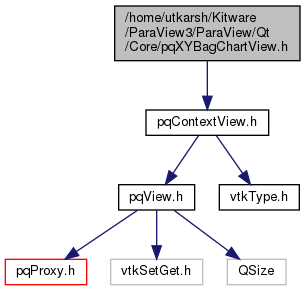 /home/utkarsh/Kitware
/ParaView3/ParaView/Qt
/Core/pqXYBagChartView.h
pqContextView.h
pqView.h
vtkType.h
pqProxy.h
vtkSetGet.h
QSize